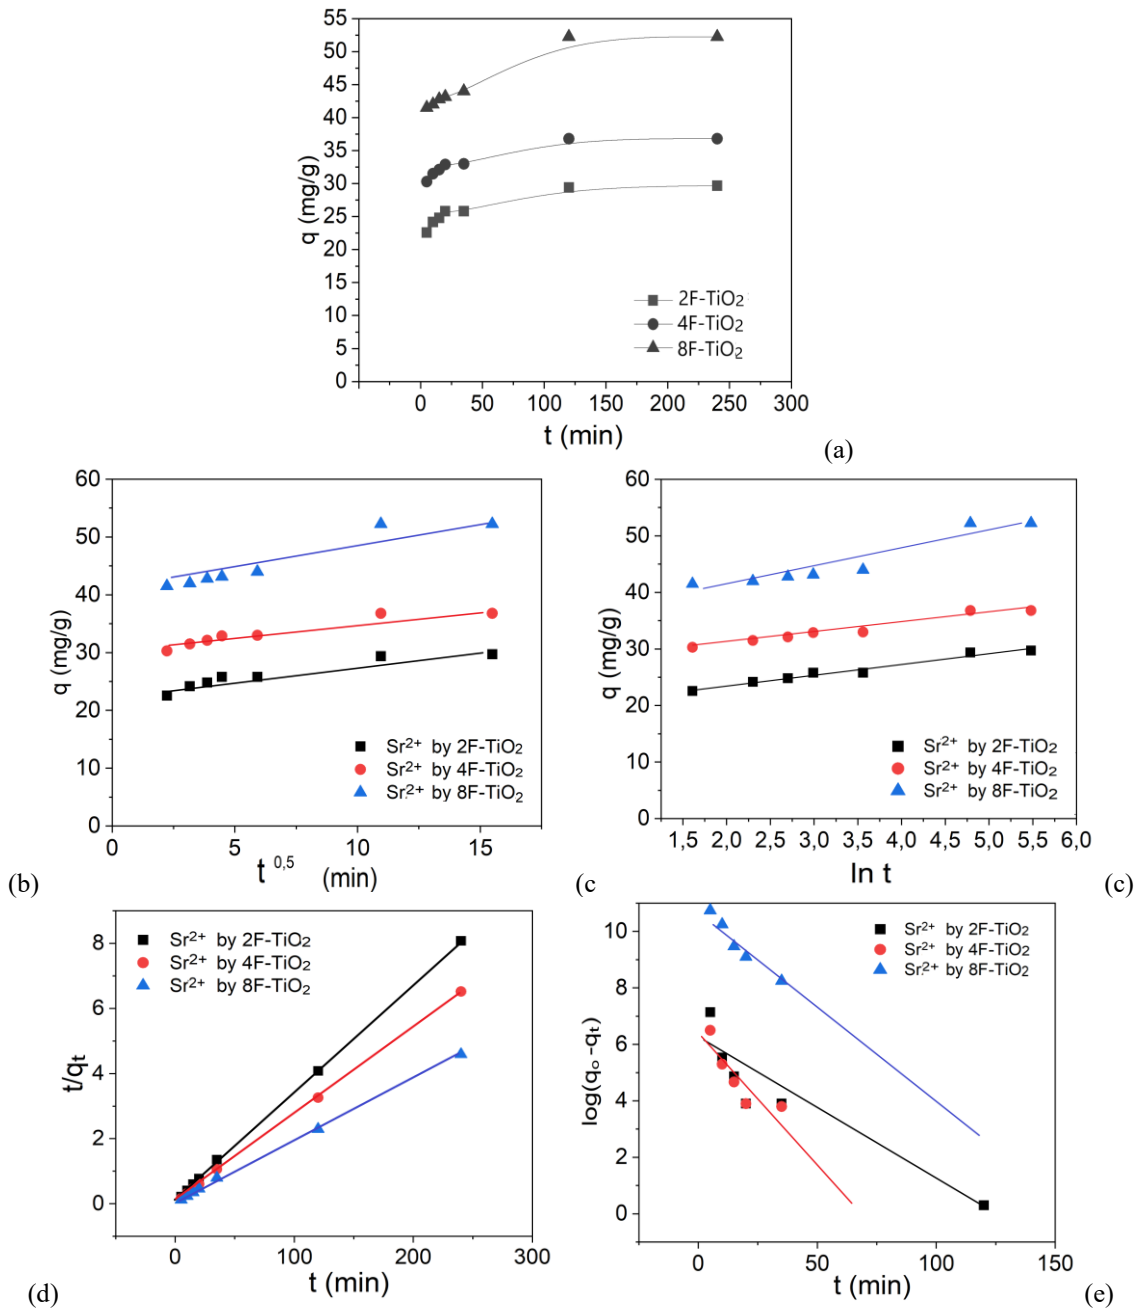 55
50
45
40
35
30
25
20
15
10
5
0
q (mg/g)
2F-TiO2
4F-TiO2
8F-TiO2
0 50 100 150 200 250 300
t (min)
(a)
60
50
40
30
20
10
0
q (mg/g)
Sr²⁺ by 2F-TiO₂
Sr²⁺ by 4F-TiO₂
Sr²⁺ by 8F-TiO₂
0 5 10 15
t ⁰,⁵ (min)
(b)
60
50
40
30
20
10
0
q (mg/g)
Sr²⁺ by 2F-TiO₂
Sr²⁺ by 4F-TiO₂
Sr²⁺ by 8F-TiO₂
1,5 2,0 2,5 3,0 3,5 4,0 4,5 5,0 5,5 6,0
ln t
(c
(c)
8
6
4
2
0
t/qt
Sr²⁺ by 2F-TiO₂
Sr²⁺ by 4F-TiO₂
Sr²⁺ by 8F-TiO₂
0 100 200 300
t (min)
(d)
10
8
6
4
2
0
log(qₒ-qt)
Sr²⁺ by 2F-TiO₂
Sr²⁺ by 4F-TiO₂
Sr²⁺ by 8F-TiO₂
0 50 100 150
t (min)
(e)